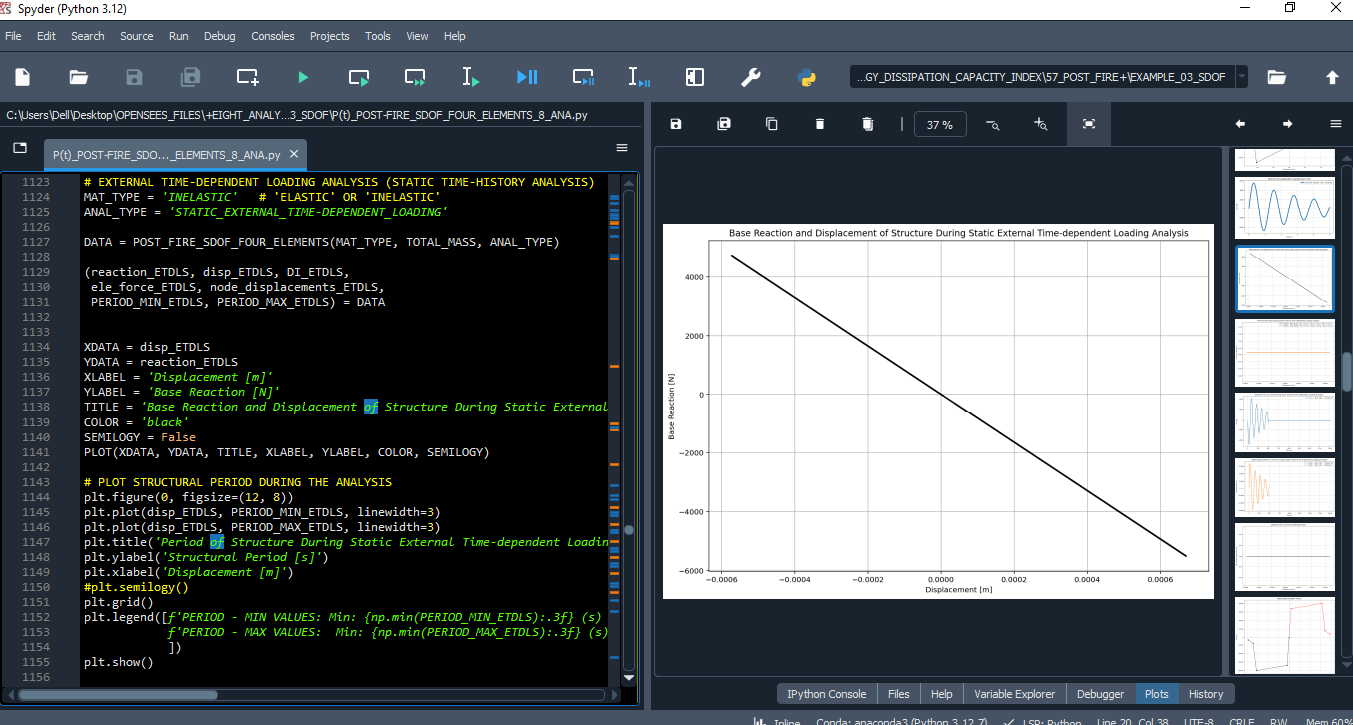 Spyder (Python 3.12)
File Edit Search Source Run Debug Consoles Projects Tools View Help
...GY_DISSIPATION_CAPACITY_INDEX\57_POST_FIRE+\EXAMPLE_03_SDOF
C:\Users\Dell\Desktop\OPENSEES_FILES\+EIGHT_ANALY...3_SDOF\P(t)_POST-FIRE_SDOF_FOUR_ELEMENTS_8_ANA.py
P(t)_POST-FIRE_SDO..._ELEMENTS_8_ANA.py
1123 # EXTERNAL TIME-DEPENDENT LOADING ANALYSIS (STATIC TIME-HISTORY ANALYSIS)
1124 MAT_TYPE = 'INELASTIC' # 'ELASTIC' OR 'INELASTIC'
1125 ANAL_TYPE = 'STATIC_EXTERNAL_TIME-DEPENDENT_LOADING'
1126
1127 DATA = POST_FIRE_SDOF_FOUR_ELEMENTS(MAT_TYPE, TOTAL_MASS, ANAL_TYPE)
1128
1129 (reaction_ETDLS, disp_ETDLS, DI_ETDLS,
1130 ele_force_ETDLS, node_displacements_ETDLS,
1131 PERIOD_MIN_ETDLS, PERIOD_MAX_ETDLS) = DATA
1132
1133
1134 XDATA = disp_ETDLS
1135 YDATA = reaction_ETDLS
1136 XLABEL = 'Displacement [m]'
1137 YLABEL = 'Base Reaction [N]'
1138 TITLE = 'Base Reaction and Displacement of Structure During Static External
1139 COLOR = 'black'
1140 SEMILOGY = False
1141 PLOT(XDATA, YDATA, TITLE, XLABEL, YLABEL, COLOR, SEMILOGY)
1142
1143 # PLOT STRUCTURAL PERIOD DURING THE ANALYSIS
1144 plt.figure(0, figsize=(12, 8))
1145 plt.plot(disp_ETDLS, PERIOD_MIN_ETDLS, linewidth=3)
1146 plt.plot(disp_ETDLS, PERIOD_MAX_ETDLS, linewidth=3)
1147 plt.title('Period of Structure During Static External Time-dependent Loadin
1148 plt.ylabel('Structural Period [s]')
1149 plt.xlabel('Displacement [m]')
1150 #plt.semilogy()
1151 plt.grid()
1152 plt.legend([f'PERIOD - MIN VALUES: Min: {np.min(PERIOD_MIN_ETDLS):.3f} (s)
1153 f'PERIOD - MAX VALUES: Min: {np.min(PERIOD_MAX_ETDLS):.3f} (s)
1154 ])
1155 plt.show()
1156
37 %
Base Reaction and Displacement of Structure During Static External Time-dependent Loading Analysis
Base Reaction [N]
4000
2000
0
−2000
−4000
−6000
−0.0006 −0.0004 −0.0002 0.0000 0.0002 0.0004 0.0006
Displacement [m]
IPython Console Files Help Variable Explorer Debugger Plots History
Inline Conda: anaconda3 (Python 3.12.7) LSP: Python Line 20, Col 38 UTF-8 CRLF RW Mem 60%